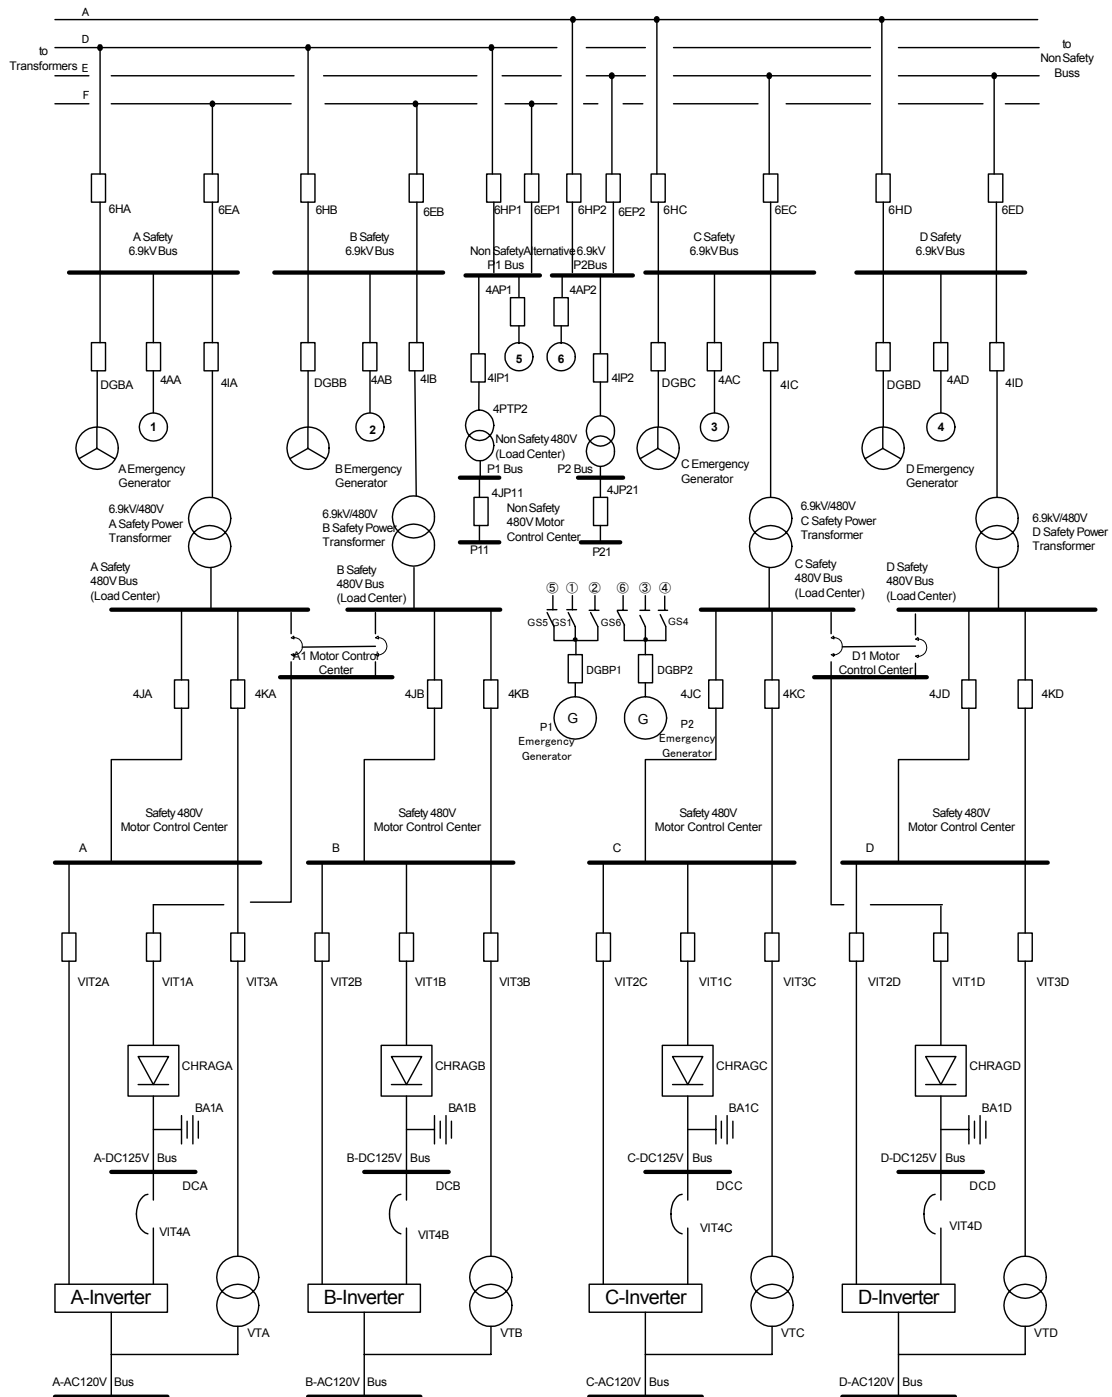 A
D
to
Transformers
E
F
to
Non Safety
Buss
6HA
6EA
6HB
6EB
6HP1
6EP1
6HP2
6EP2
6HC
6EC
6HD
6ED
A Safety
6.9kV Bus
B Safety
6.9kV Bus
Non Safety Alternative 6.9kV
P1 Bus
P2Bus
C Safety
6.9kV Bus
D Safety
6.9kV Bus
4AP1
4AP2
5
6
DGBA
4AA
4IA
DGBB
4AB
4IB
4IP1
4IP2
DGBC
4AC
4IC
DGBD
4AD
4ID
1
2
3
4
4PTP2
A Emergency
Generator
B Emergency
Generator
Non Safety 480V
(Load Center)
P1 Bus
P2 Bus
C Emergency
Generator
D Emergency
Generator
4JP11
4JP21
Non Safety
480V Motor
Control Center
P11
P21
6.9kV/480V
A Safety Power
Transformer
6.9kV/480V
B Safety Power
Transformer
6.9kV/480V
C Safety Power
Transformer
6.9kV/480V
D Safety Power
Transformer
A Safety
480V Bus
(Load Center)
B Safety
480V Bus
(Load Center)
C Safety
480V Bus
(Load Center)
D Safety
480V Bus
(Load Center)
⑤ ① ② ⑥ ③ ④
GS5 GS1 GS6 GS4
A1 Motor Control
Center
D1 Motor
Control Center
DGBP1
DGBP2
4JA
4KA
4JB
4KB
4JC
4KC
4JD
4KD
G
G
P1
Emergency
Generator
P2
Emergency
Generator
Safety 480V
Motor Control Center
Safety 480V
Motor Control Center
Safety 480V
Motor Control Center
Safety 480V
Motor Control Center
A
B
C
D
VIT2A
VIT1A
VIT3A
VIT2B
VIT1B
VIT3B
VIT2C
VIT1C
VIT3C
VIT2D
VIT1D
VIT3D
CHRAGA
CHRAGB
CHRAGC
CHRAGD
BA1A
BA1B
BA1C
BA1D
A-DC125V Bus
B-DC125V Bus
C-DC125V Bus
D-DC125V Bus
DCA
DCB
DCC
DCD
VIT4A
VIT4B
VIT4C
VIT4D
A-Inverter
B-Inverter
C-Inverter
D-Inverter
VTA
VTB
VTC
VTD
A-AC120V Bus
B-AC120V Bus
C-AC120V Bus
D-AC120V Bus